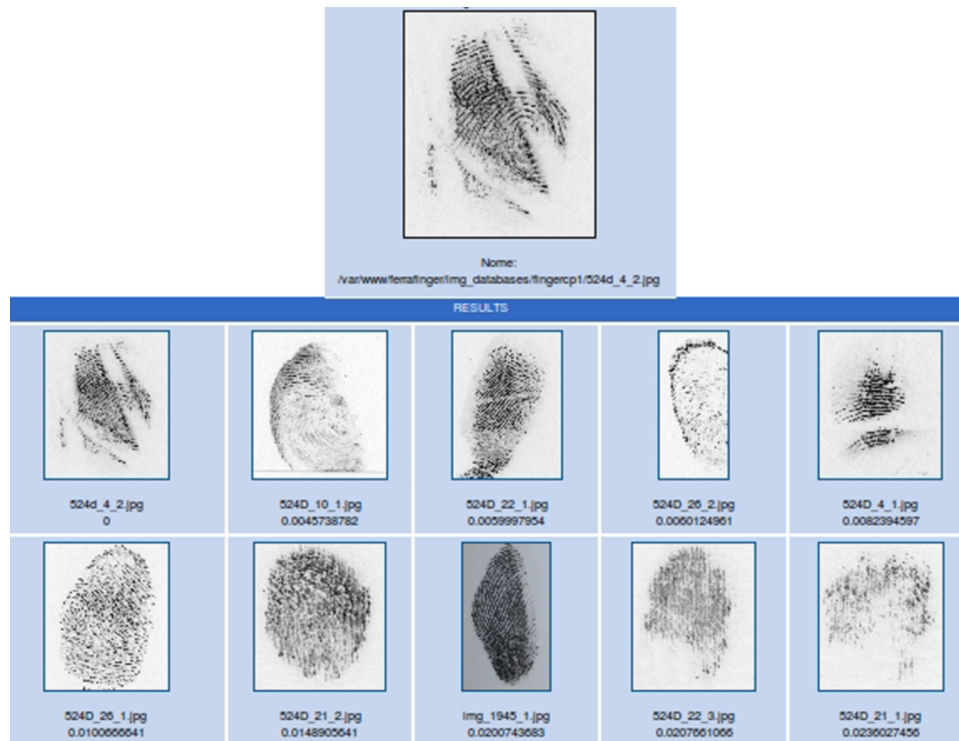 Nome:
/var/www/ferrafinger/img_databases/fingercp1/524d_4_2.jpg
RESULTS
524d_4_2.jpg
0
524D_10_1.jpg
0.0045738782
524D_22_1.jpg
0.0059997954
524D_26_2.jpg
0.0060124961
524D_4_1.jpg
0.0082394597
524D_26_1.jpg
0.0100666641
524D_21_2.jpg
0.0148905641
img_1945_1.jpg
0.0200743683
524D_22_3.jpg
0.0207661066
524D_21_1.jpg
0.0236027456